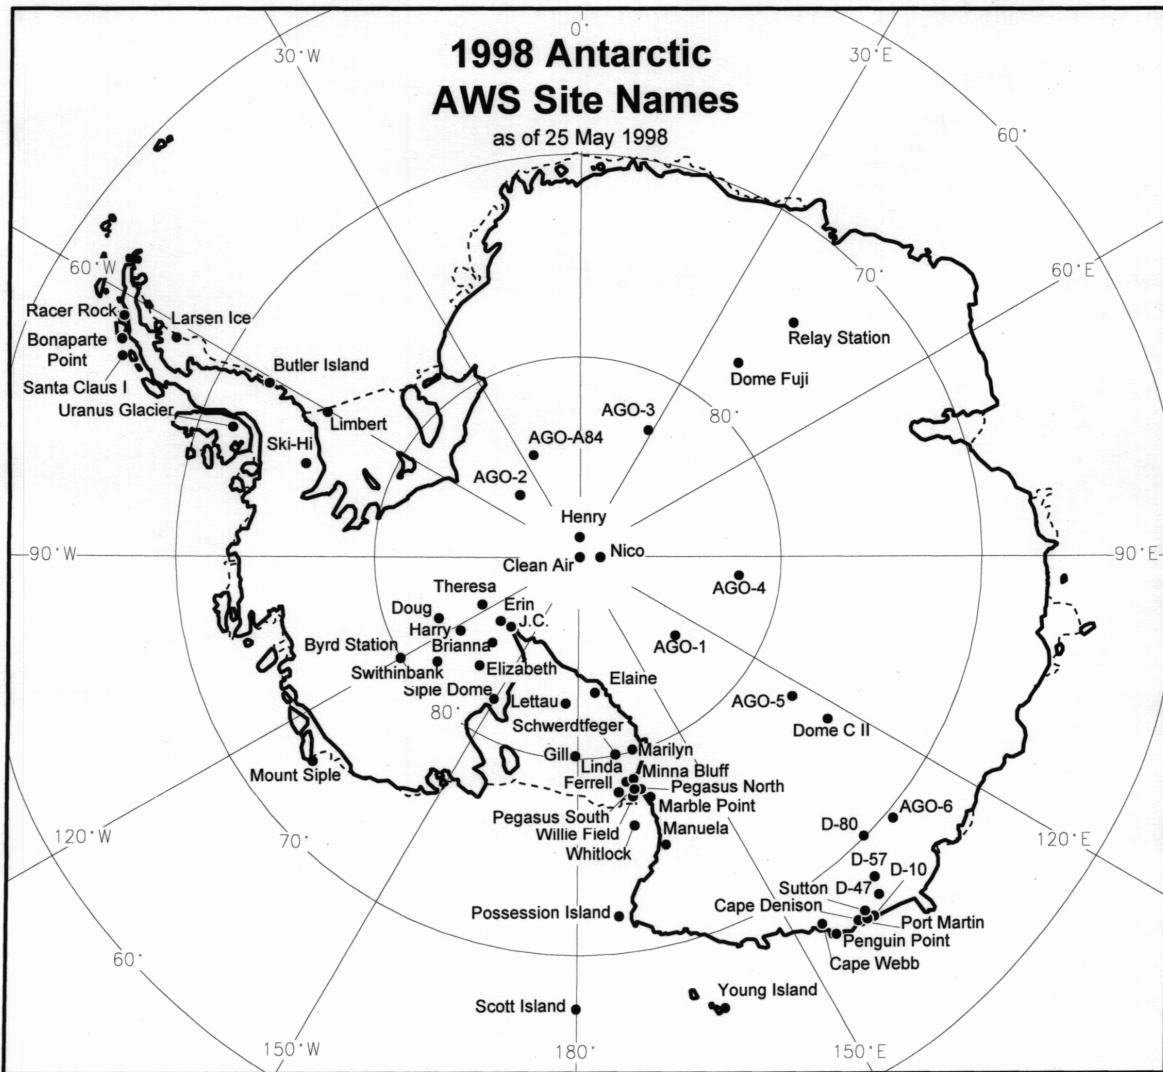 0°
30°W
30°E
1998 Antarctic
AWS Site Names
as of 25 May 1998
60°
60°W
60°E
70°
Racer Rock
Larsen Ice
Bonaparte
Point
Relay Station
Butler Island
Dome Fuji
Santa Claus I
Uranus Glacier
Limbert
80°
AGO-3
Ski-Hi
AGO-A84
AGO-2
Henry
90°W
Nico
90°E
Clean Air
AGO-4
Theresa
Erin
Doug
J.C.
Harry
Byrd Station
Brianna
AGO-1
Swithinbank
Elizabeth
Elaine
Siple Dome
Lettau
AGO-5
80°
Schwerdtfeger
Dome C II
Gill
Marilyn
Linda
Minna Bluff
Mount Siple
Ferrell
Pegasus North
Marble Point
AGO-6
Pegasus South
Manuela
D-80
120°W
Willie Field
120°E
70°
Whitlock
D-57
D-10
Sutton
D-47
Cape Denison
Possession Island
Port Martin
Penguin Point
60°
Cape Webb
Young Island
Scott Island
150°W
180°
150°E